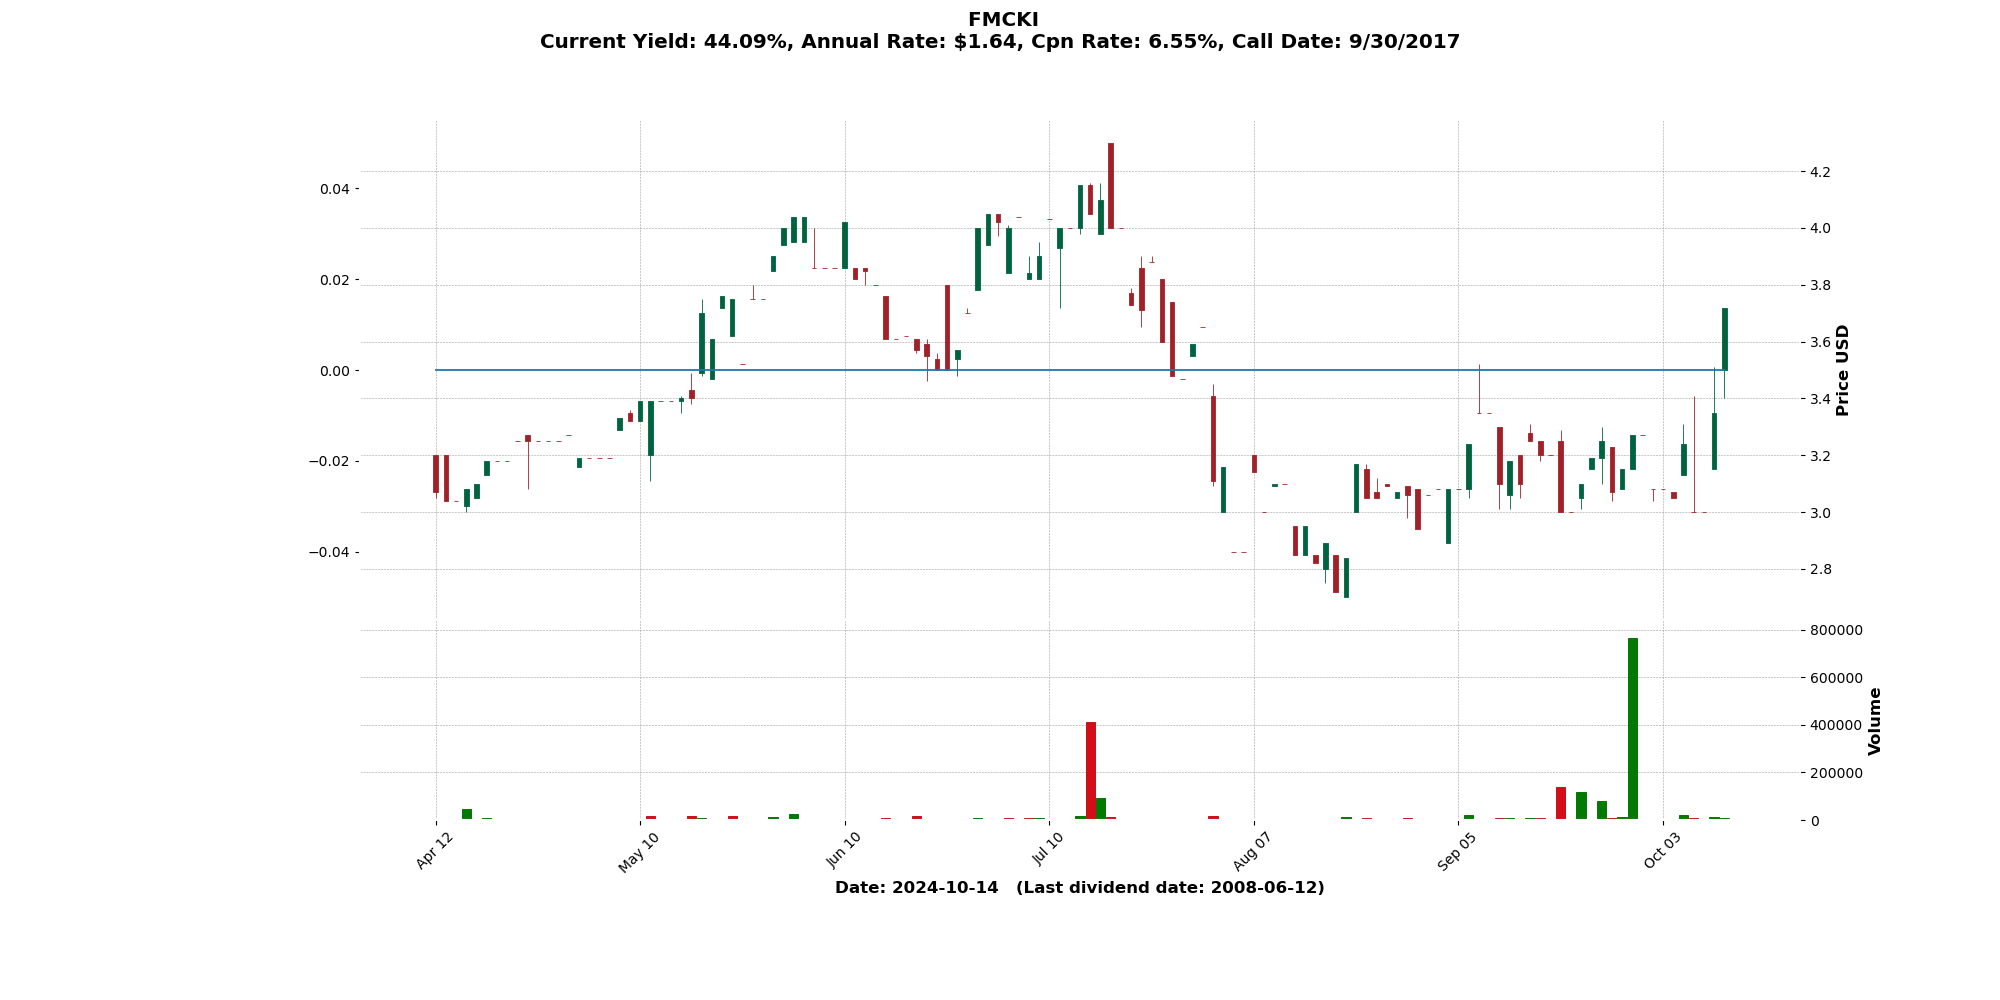 FMCKI
Current Yield: 44.09%, Annual Rate: $1.64, Cpn Rate: 6.55%, Call Date: 9/30/2017
0.04
0.02
0.00
−0.02
−0.04
4.2
4.0
3.8
3.6
3.4
3.2
3.0
2.8
Price USD
800000
600000
400000
200000
0
Volume
Apr 12
May 10
Jun 10
Jul 10
Aug 07
Sep 05
Oct 03
Date: 2024-10-14 (Last dividend date: 2008-06-12)